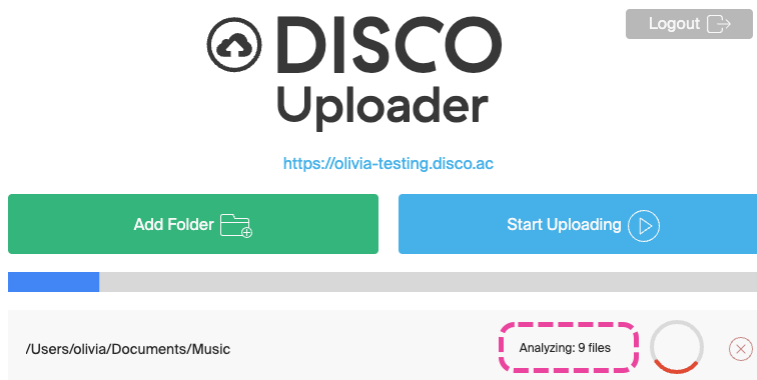 Logout
DISCO
Uploader
https://olivia-testing.disco.ac
Add Folder
Start Uploading
/Users/olivia/Documents/Music
Analyzing: 9 files